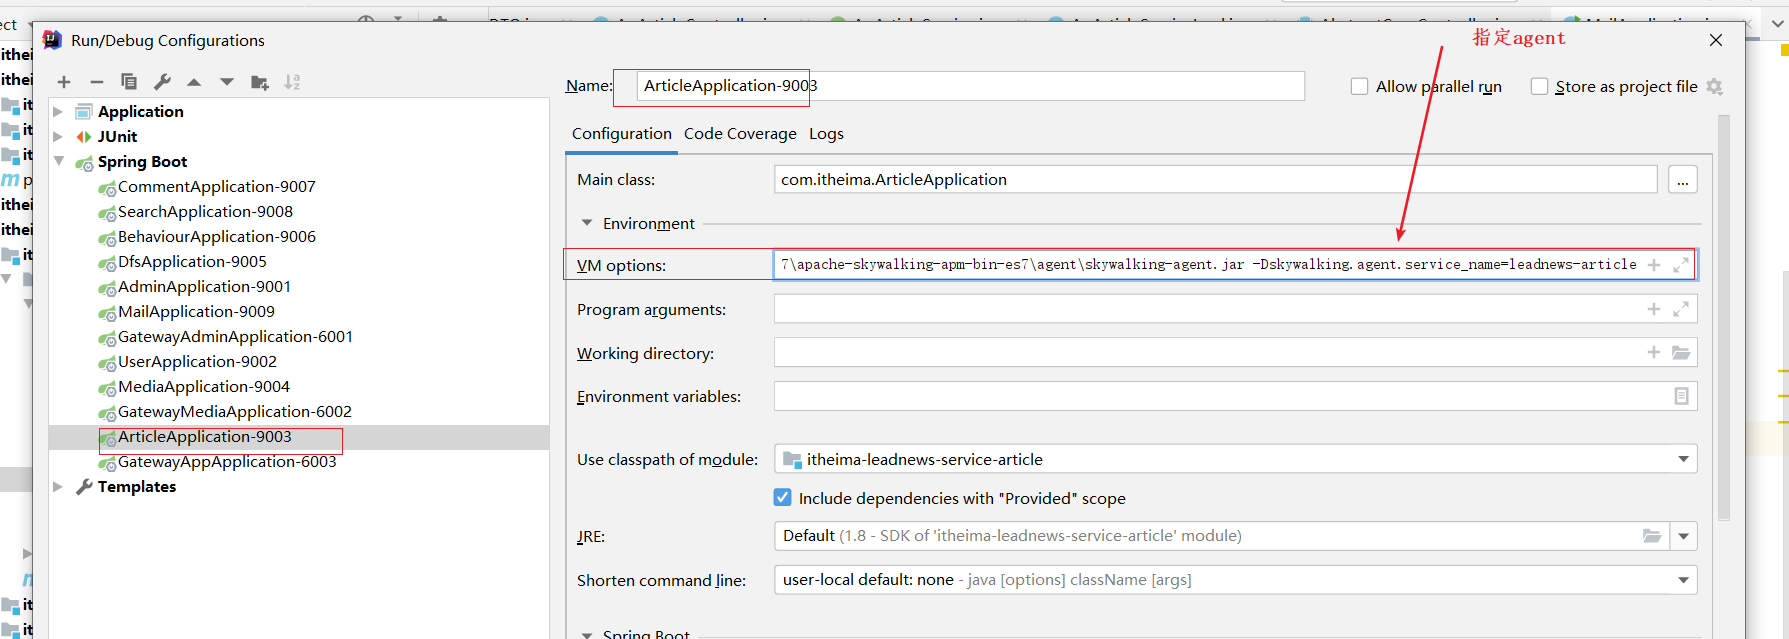 ect
Run/Debug Configurations
指定agent
Name:
ArticleApplication-9003
Allow parallel run
Store as project file
Application
JUnit
Spring Boot
CommentApplication-9007
SearchApplication-9008
BehaviourApplication-9006
DfsApplication-9005
AdminApplication-9001
MailApplication-9009
GatewayAdminApplication-6001
UserApplication-9002
MediaApplication-9004
GatewayMediaApplication-6002
ArticleApplication-9003
GatewayAppApplication-6003
Templates
Configuration
Code Coverage
Logs
Main class:
com.itheima.ArticleApplication
...
Environment
VM options:
7\apache-skywalking-apm-bin-es7\agent\skywalking-agent.jar -Dskywalking.agent.service_name=leadnews-article
Program arguments:
Working directory:
Environment variables:
Use classpath of module:
itheima-leadnews-service-article
Include dependencies with "Provided" scope
JRE:
Default (1.8 - SDK of 'itheima-leadnews-service-article' module)
Shorten command line:
user-local default: none - java [options] className [args]
Spring Boot